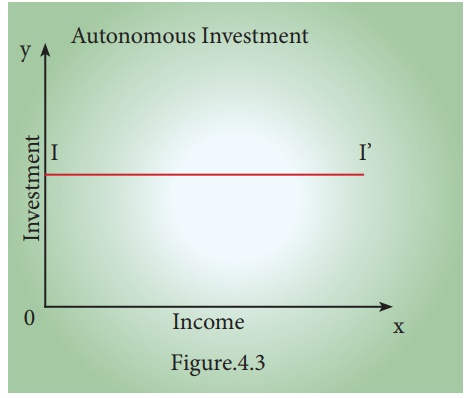 Autonomous Investment
y
I
I’
Investment
0
Income
x
Figure.4.3